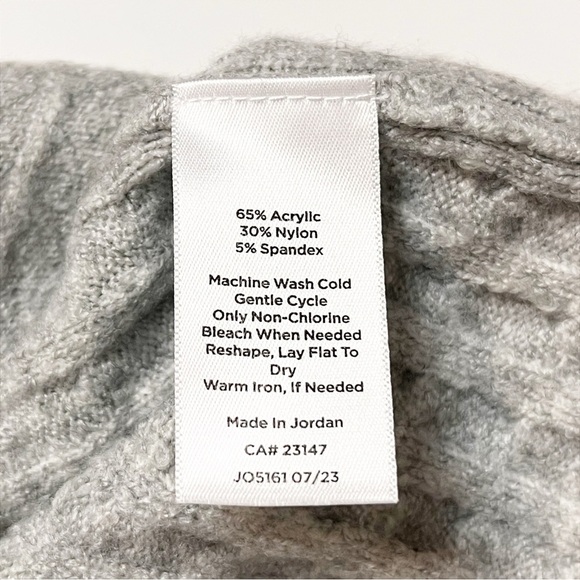 65% Acrylic
30% Nylon
5% Spandex
Machine Wash Cold
Gentle Cycle
Only Non-Chlorine
Bleach When Needed
Reshape, Lay Flat To
Dry
Warm Iron, If Needed
Made In Jordan
CA# 23147
JO5161 07/23